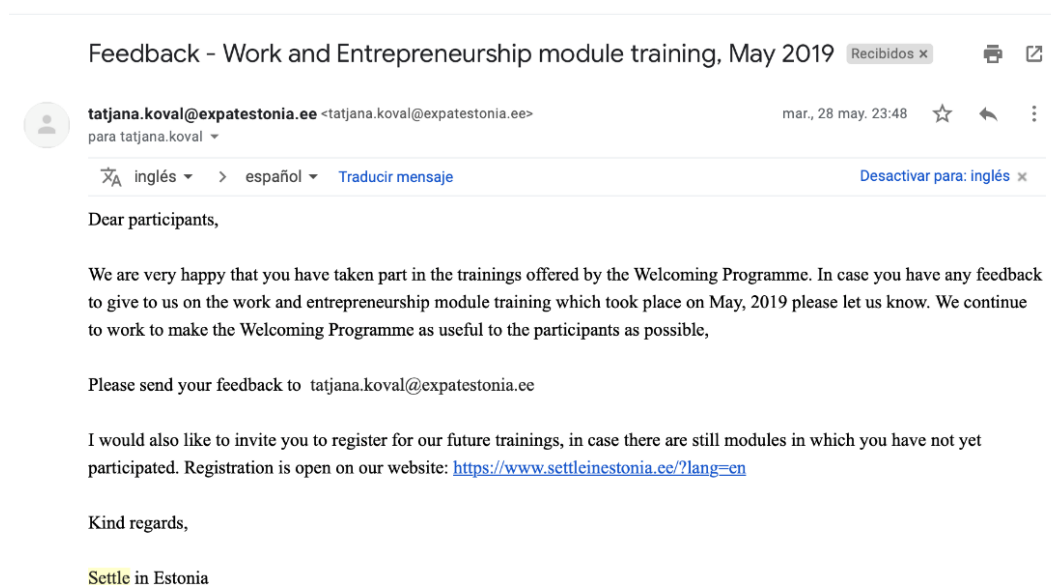 Feedback - Work and Entrepreneurship module training, May 2019 Recibidos ×
tatjana.koval@expatestonia.ee <tatjana.koval@expatestonia.ee> mar., 28 may. 23:48
para tatjana.koval
inglés > español Traducir mensaje Desactivar para: inglés ×
Dear participants,
We are very happy that you have taken part in the trainings offered by the Welcoming Programme. In case you have any feedback
to give to us on the work and entrepreneurship module training which took place on May, 2019 please let us know. We continue
to work to make the Welcoming Programme as useful to the participants as possible,
Please send your feedback to tatjana.koval@expatestonia.ee
I would also like to invite you to register for our future trainings, in case there are still modules in which you have not yet
participated. Registration is open on our website: https://www.settleinestonia.ee/?lang=en
Kind regards,
Settle in Estonia